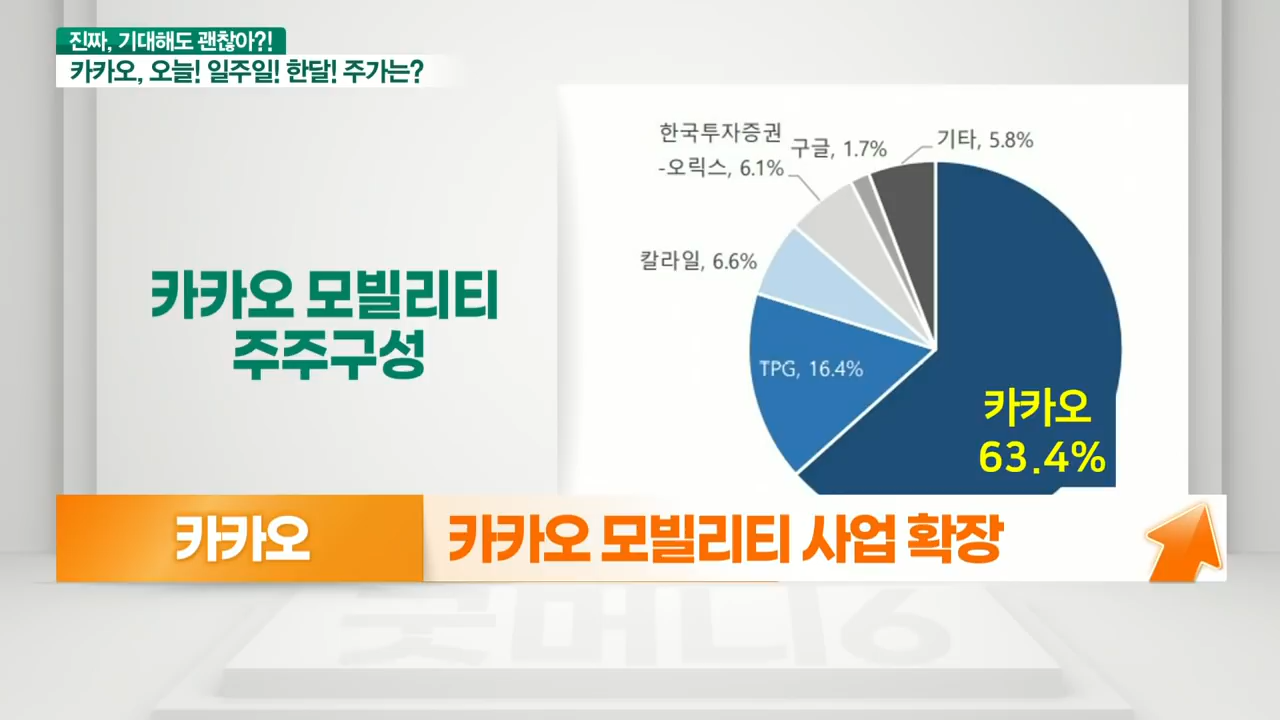 진짜, 기대해도 괜찮아?!
카카오, 오늘! 일주일! 한달! 주가는?
카카오 모빌리티
주주구성
한국투자증권
-오릭스, 6.1%
구글, 1.7%
기타, 5.8%
칼라일, 6.6%
TPG, 16.4%
카카오
63.4%
카카오
카카오 모빌리티 사업 확장
굿머니6